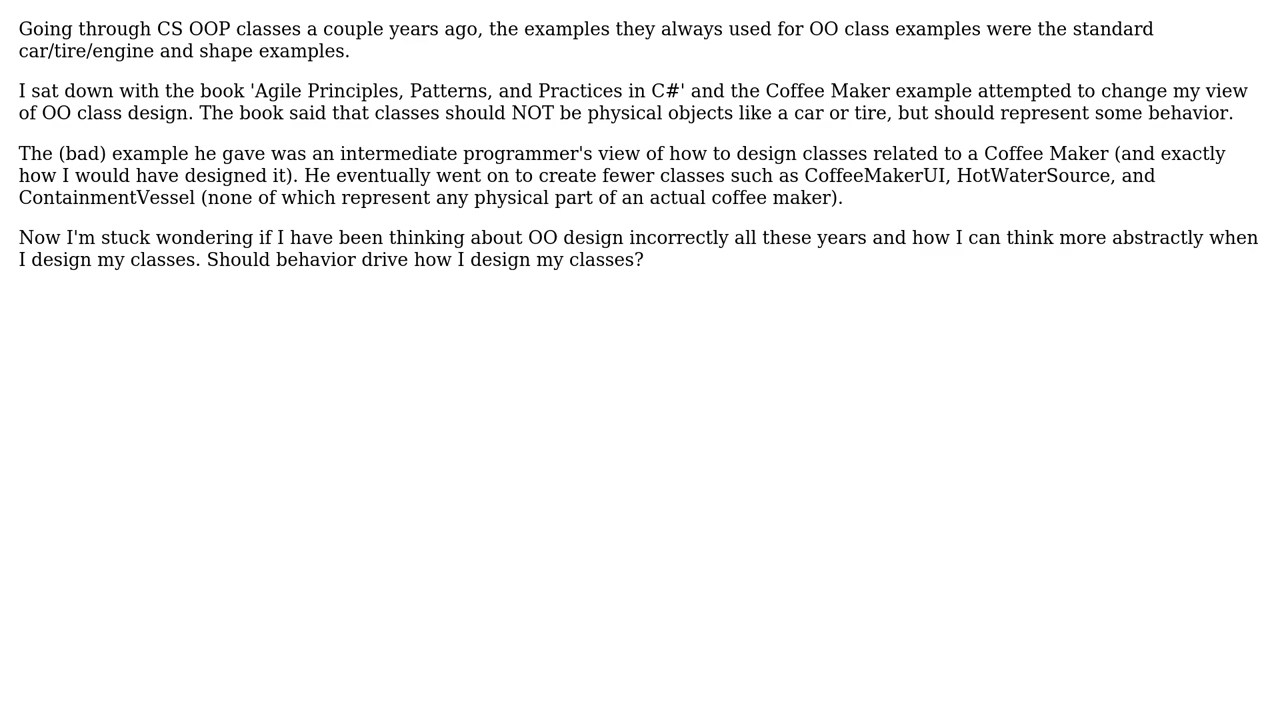 Going through CS OOP classes a couple years ago, the examples they always used for OO class examples were the standard
car/tire/engine and shape examples.
I sat down with the book 'Agile Principles, Patterns, and Practices in C#' and the Coffee Maker example attempted to change my view
of OO class design. The book said that classes should NOT be physical objects like a car or tire, but should represent some behavior.
The (bad) example he gave was an intermediate programmer's view of how to design classes related to a Coffee Maker (and exactly
how I would have designed it). He eventually went on to create fewer classes such as CoffeeMakerUI, HotWaterSource, and
ContainmentVessel (none of which represent any physical part of an actual coffee maker).
Now I'm stuck wondering if I have been thinking about OO design incorrectly all these years and how I can think more abstractly when
I design my classes. Should behavior drive how I design my classes?